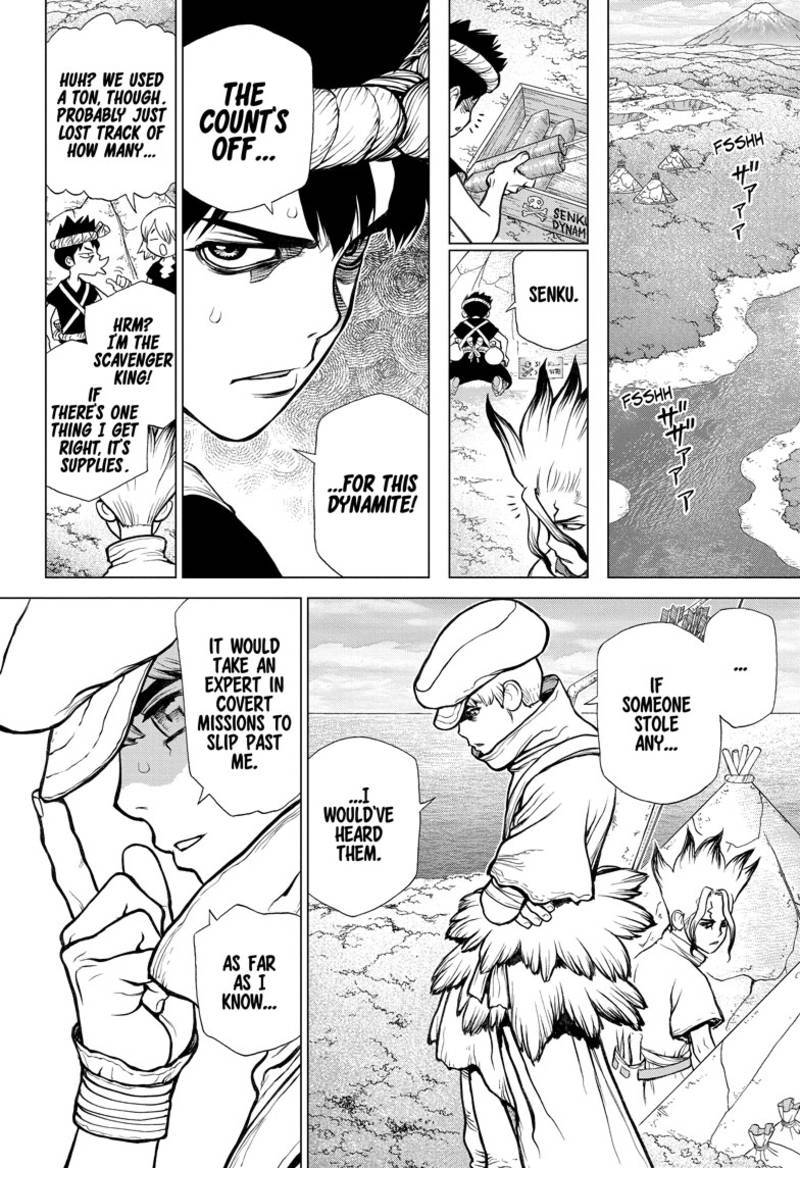 FSSHH
ザァァァ
FSSHH
ザザァァァ
SENKU
DYNAM
SENKU.
THE
COUNT'S
OFF...
...FOR THIS
DYNAMITE!
HUH? WE USED
A TON, THOUGH.
PROBABLY JUST
LOST TRACK OF
HOW MANY...
HRM?
I'M THE
SCAVENGER
KING!
IF
THERE'S ONE
THING I GET
RIGHT, IT'S
SUPPLIES.
...
IF
SOMEONE
STOLE
ANY...
...I
WOULD'VE
HEARD
THEM.
IT WOULD
TAKE AN
EXPERT IN
COVERT
MISSIONS TO
SLIP PAST
ME.
AS FAR
AS I
KNOW...